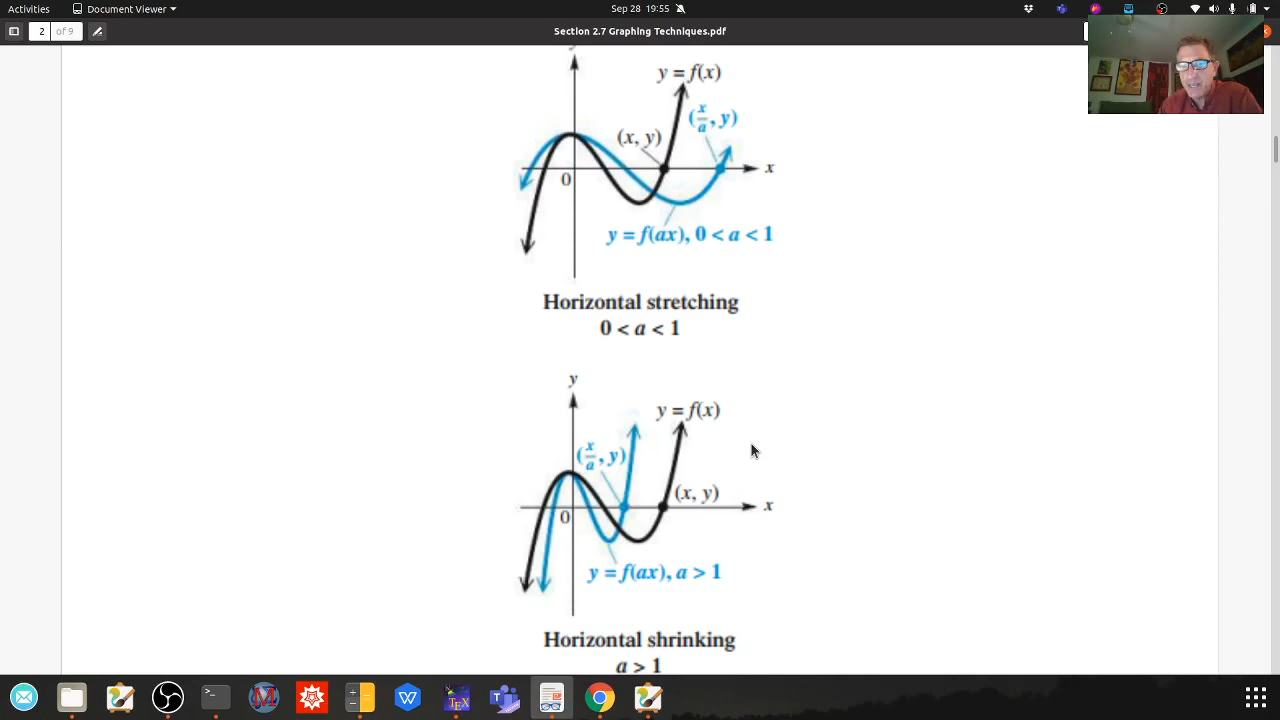 Activities
Document Viewer
Sep 28 19:55
2 of 9
Section 2.7 Graphing Techniques.pdf
y = f(x)
(x/a, y)
(x, y)
x
0
y = f(ax), 0 < a < 1
Horizontal stretching
0 < a < 1
y
y = f(x)
(x/a, y)
(x, y)
x
0
y = f(ax), a > 1
Horizontal shrinking
a > 1
>_
M
W
TEX
T